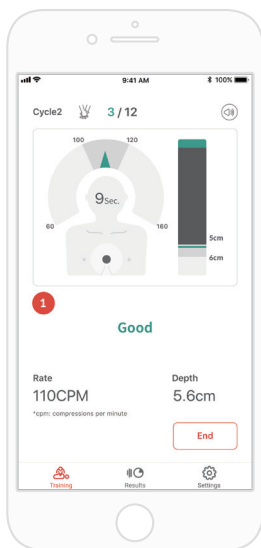 9:41 AM
100%
Cycle2
3 / 12
100
120
9Sec.
60
160
5cm
6cm
1
Good
Rate
Depth
110CPM
5.6cm
*cpm: compressions per minute
End
Training
Results
Settings